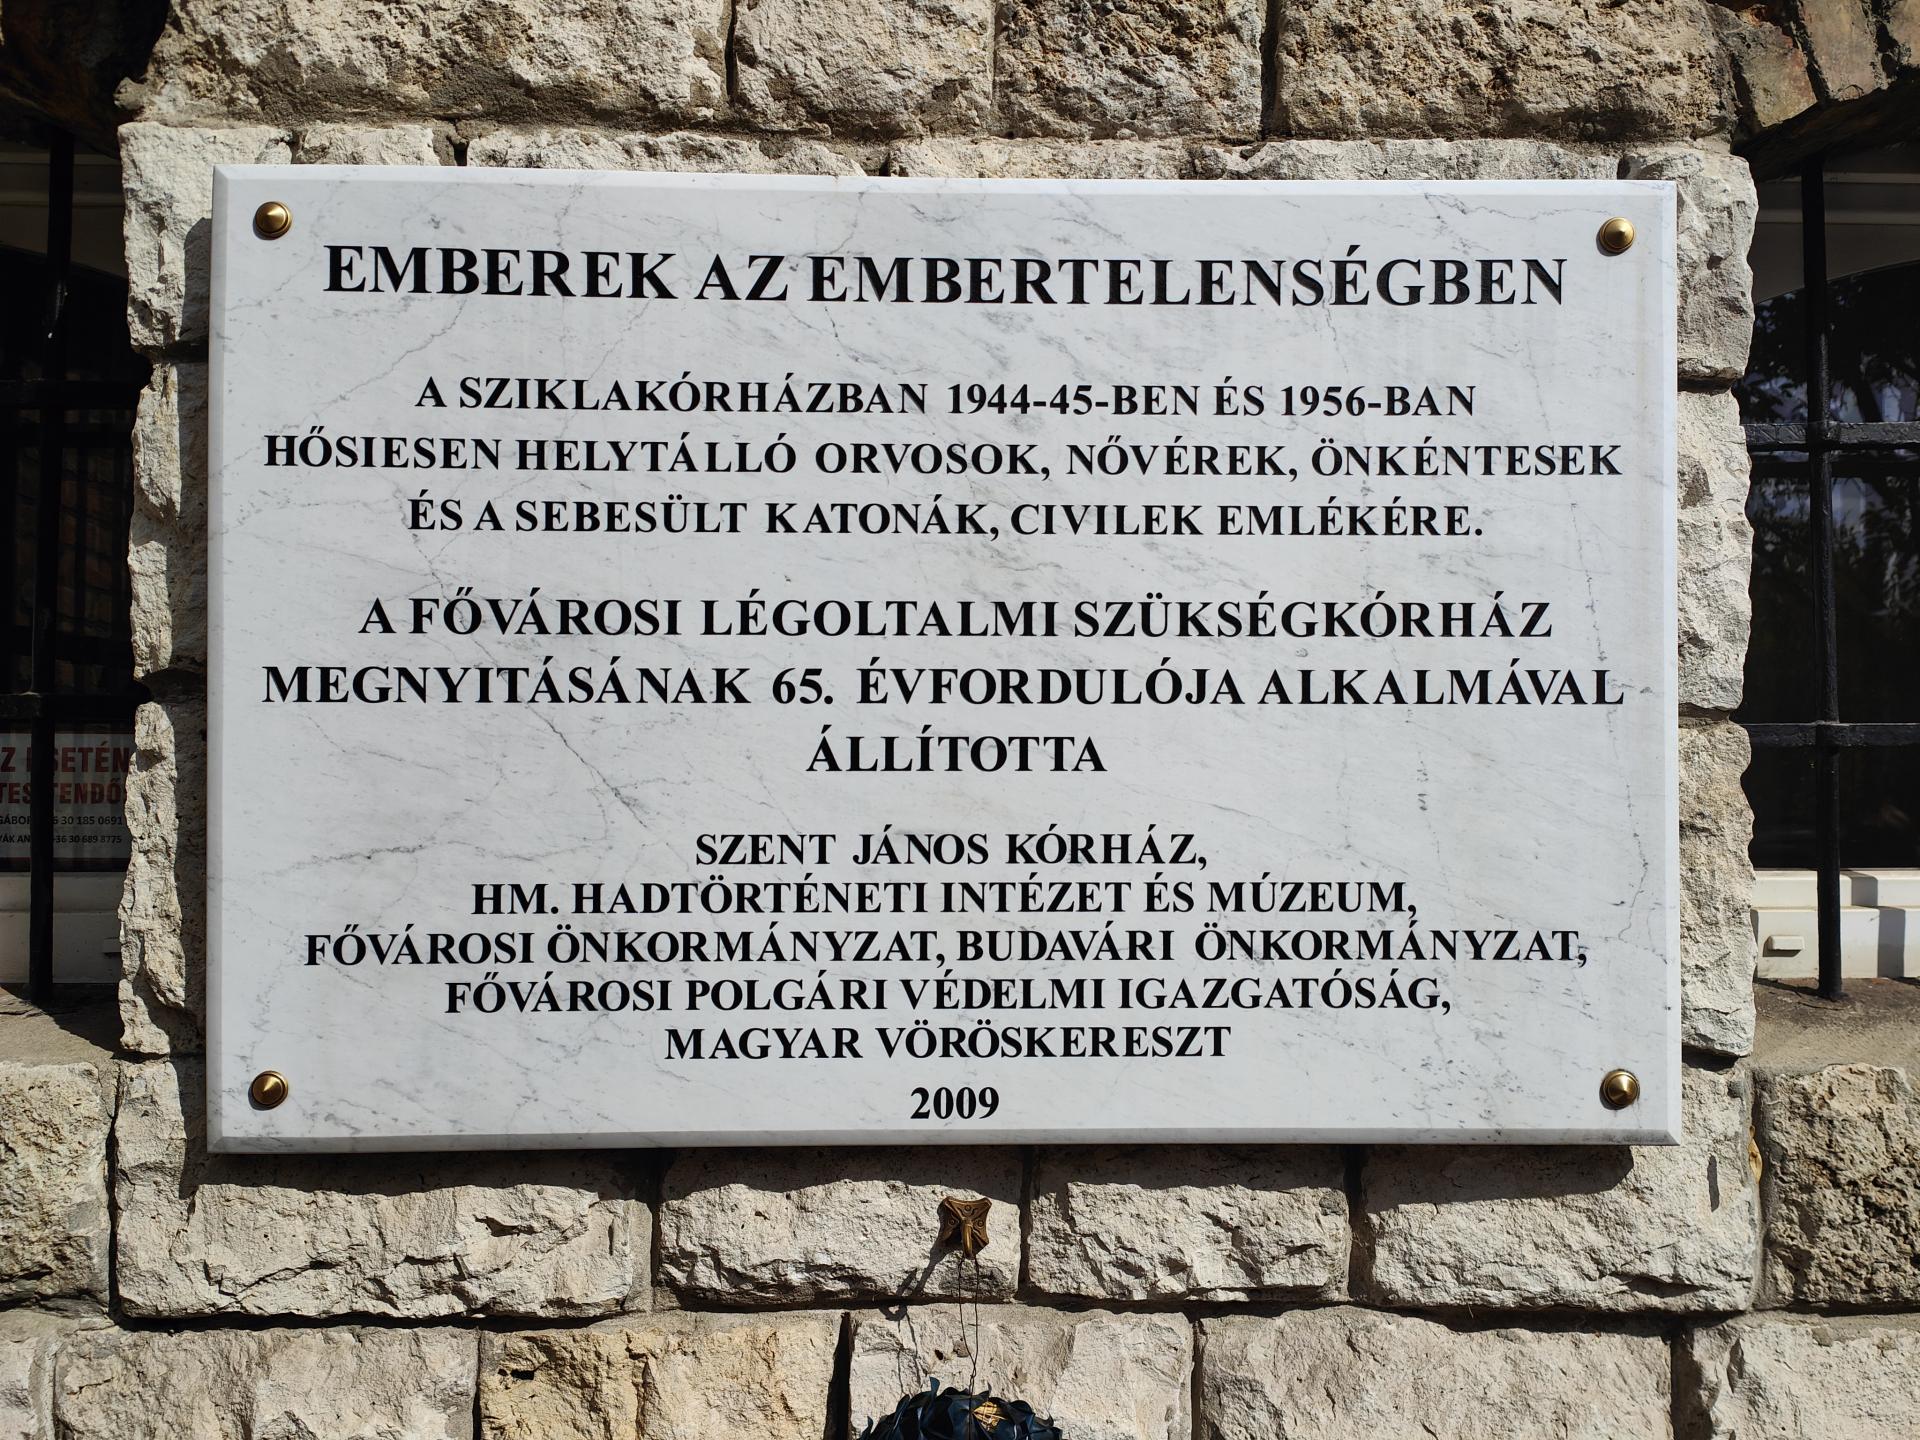 EMBEREK AZ EMBERTELENSÉGBEN
A SZIKLAKÓRHÁZBAN 1944-45-BEN ÉS 1956-BAN
HŐSIESEN HELYTÁLLÓ ORVOSOK, NŐVÉREK, ÖNKÉNTESEK
ÉS A SEBESÜLT KATONÁK, CIVILEK EMLÉKÉRE.
A FŐVÁROSI LÉGOLTALMI SZÜKSÉGKÓRHÁZ
MEGNYITÁSÁNAK 65. ÉVFORDULÓJA ALKALMÁVAL
ÁLLÍTOTTA
SZENT JÁNOS KÓRHÁZ,
HM. HADTÖRTÉNETI INTÉZET ÉS MÚZEUM,
FŐVÁROSI ÖNKORMÁNYZAT, BUDAVÁRI ÖNKORMÁNYZAT,
FŐVÁROSI POLGÁRI VÉDELMI IGAZGATÓSÁG,
MAGYAR VÖRÖSKERESZT
2009